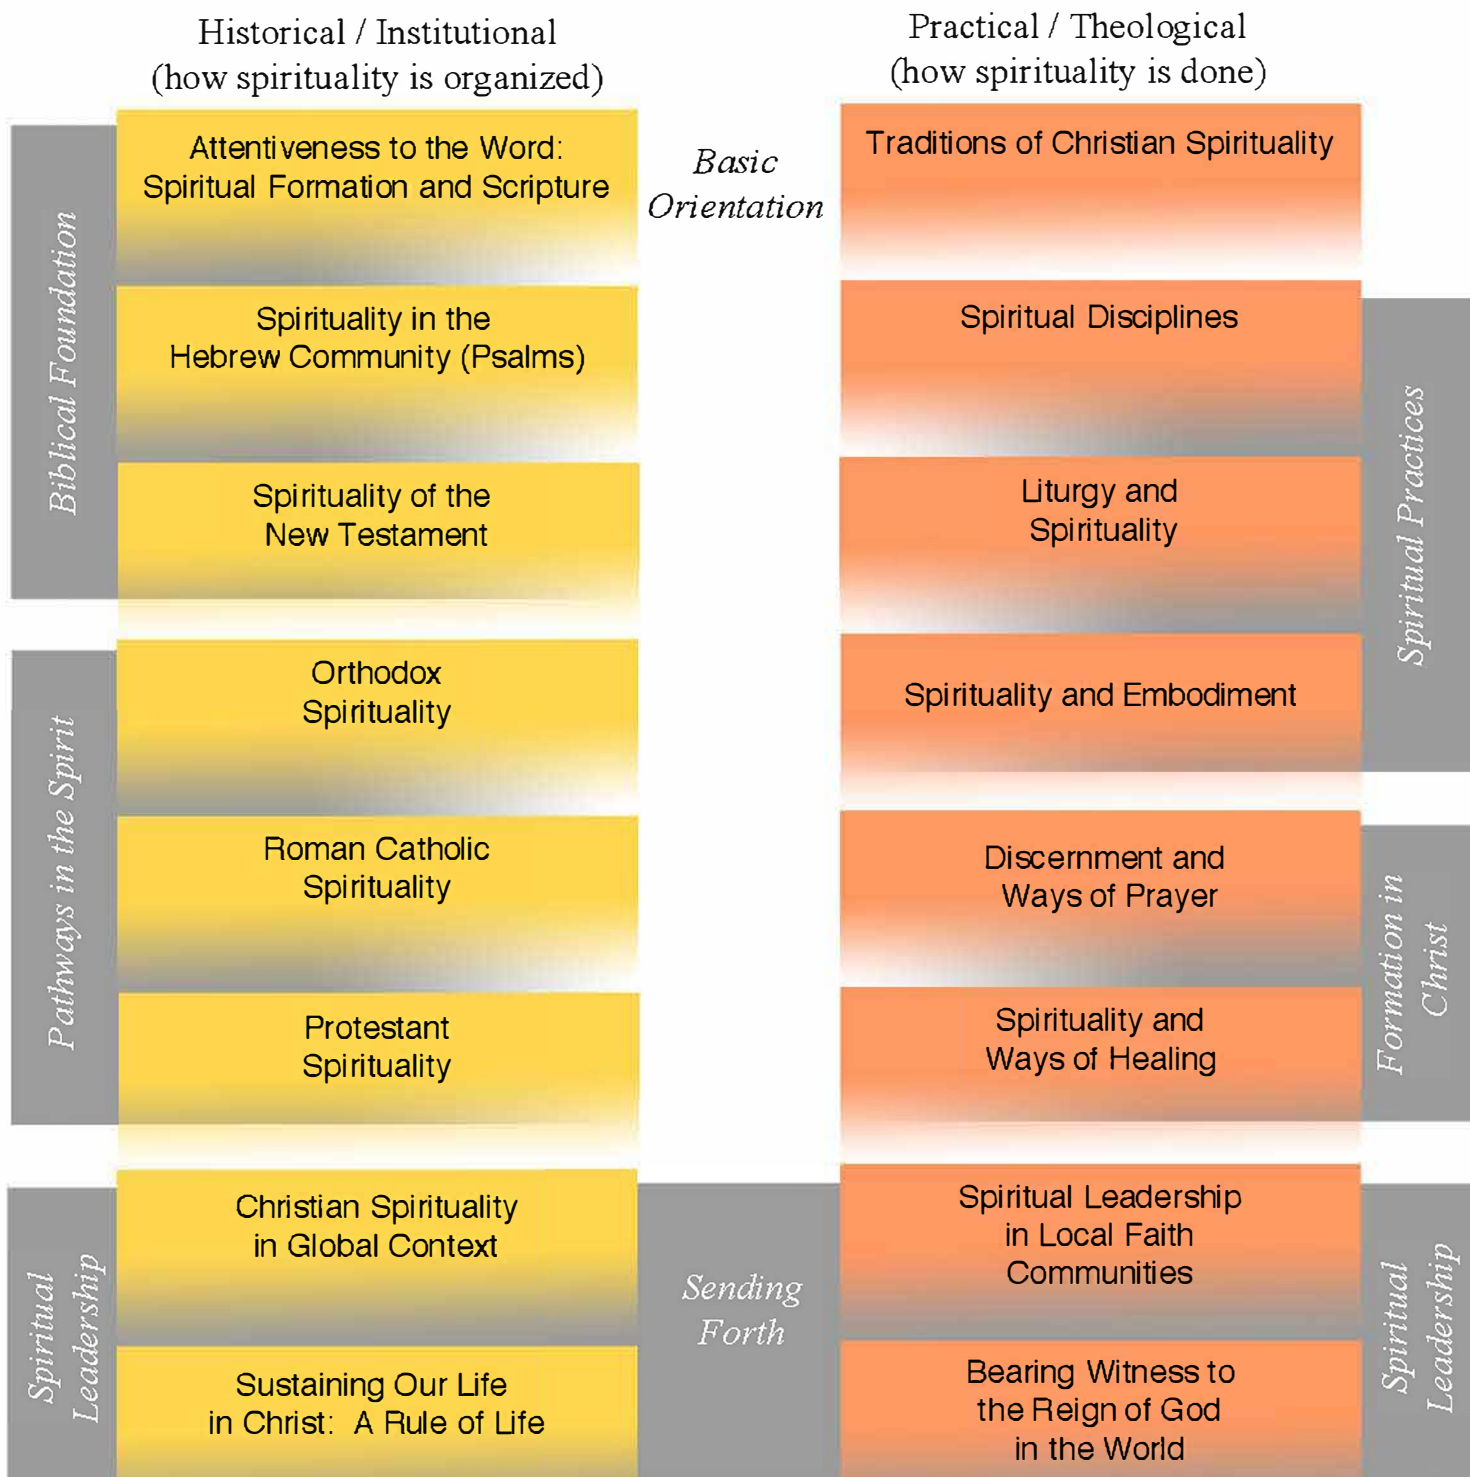 Historical / Institutional
(how spirituality is organized)
Practical / Theological
(how spirituality is done)
Biblical Foundation
Attentiveness to the Word:
Spiritual Formation and Scripture
Basic
Orientation
Traditions of Christian Spirituality
Spirituality in the
Hebrew Community (Psalms)
Spiritual Disciplines
Spiritual Practices
Spirituality of the
New Testament
Liturgy and
Spirituality
Pathways in the Spirit
Orthodox
Spirituality
Spirituality and Embodiment
Roman Catholic
Spirituality
Discernment and
Ways of Prayer
Formation in
Christ
Protestant
Spirituality
Spirituality and
Ways of Healing
Spiritual
Leadership
Christian Spirituality
in Global Context
Sending
Forth
Spiritual Leadership
in Local Faith
Communities
Spiritual
Leadership
Sustaining Our Life
in Christ: A Rule of Life
Bearing Witness to
the Reign of God
in the World